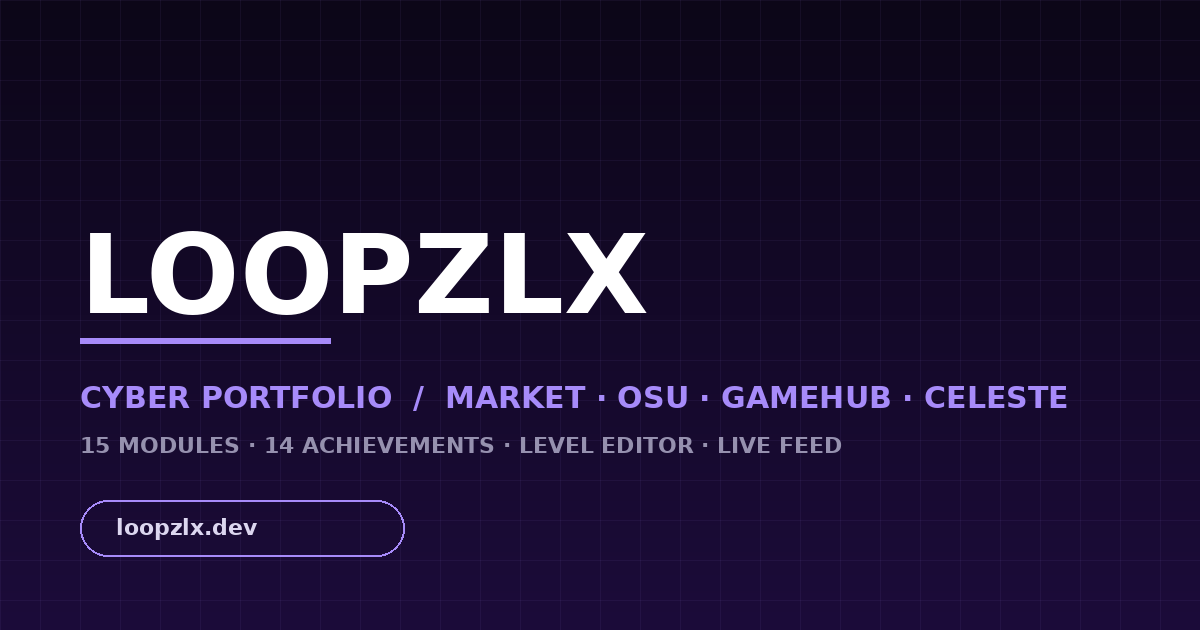 LOOPZLX
CYBER PORTFOLIO / MARKET · OSU · GAMEHUB · CELESTE
15 MODULES · 14 ACHIEVEMENTS · LEVEL EDITOR · LIVE FEED
loopzlx.dev